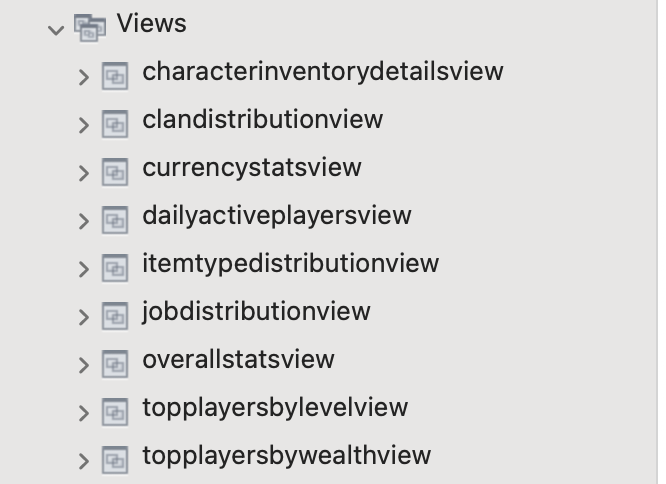 Views
characterinventorydetailsview
clandistributionview
currencystatsview
dailyactiveplayersview
itemtypedistributionview
jobdistributionview
overallstatsview
topplayersbylevelview
topplayersbywealthview